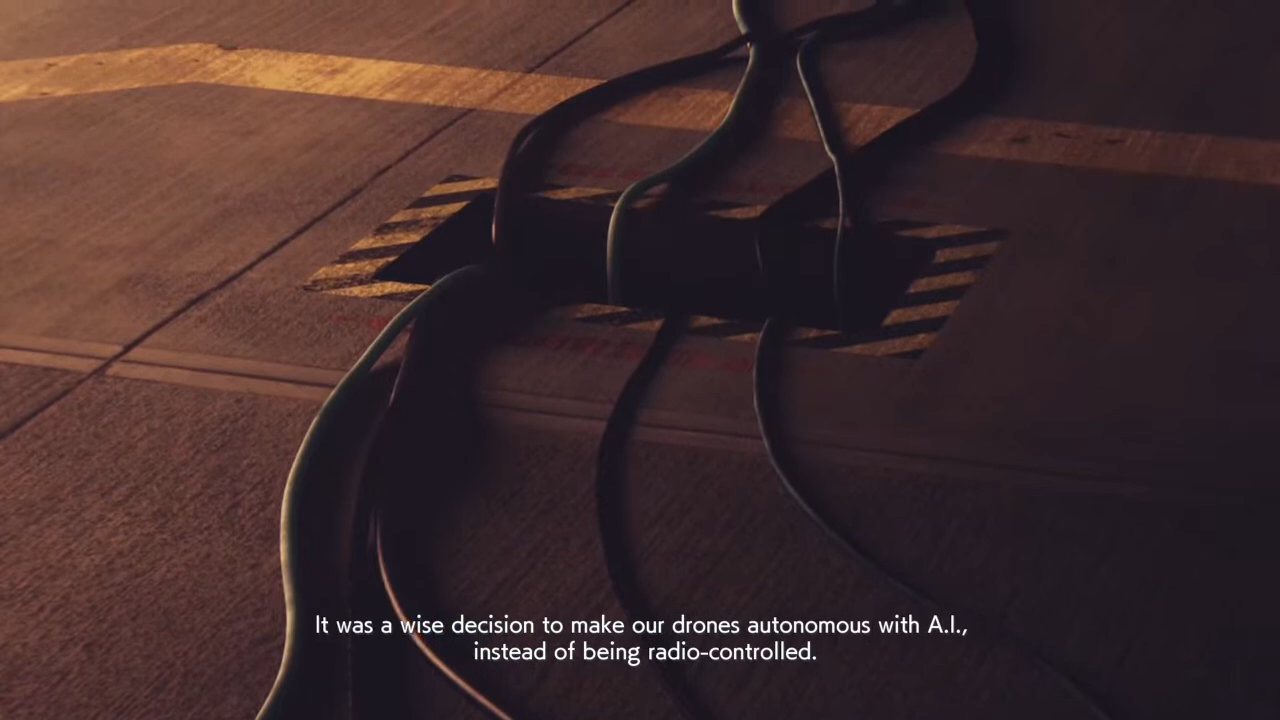 It was a wise decision to make our drones autonomous with A.I.,
instead of being radio-controlled.